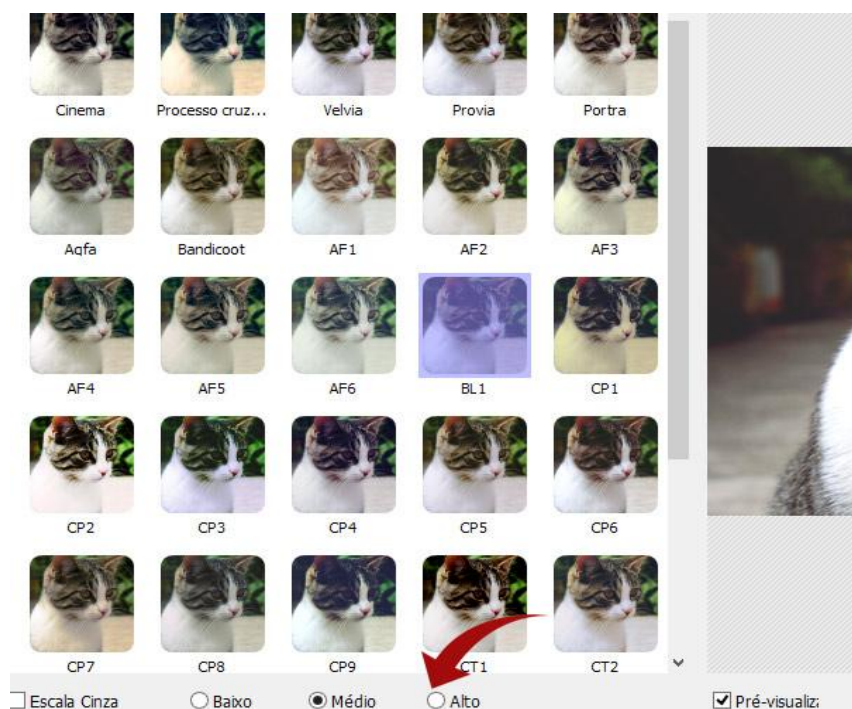 Cinema Processo cruz... Velvia Provia Portra
Agfa Bandicoot AF1 AF2 AF3
AF4 AF5 AF6 BL1 CP1
CP2 CP3 CP4 CP5 CP6
CP7 CP8 CP9 CT1 CT2
Escala Cinza Baixo Médio Alto Pré-visualiz